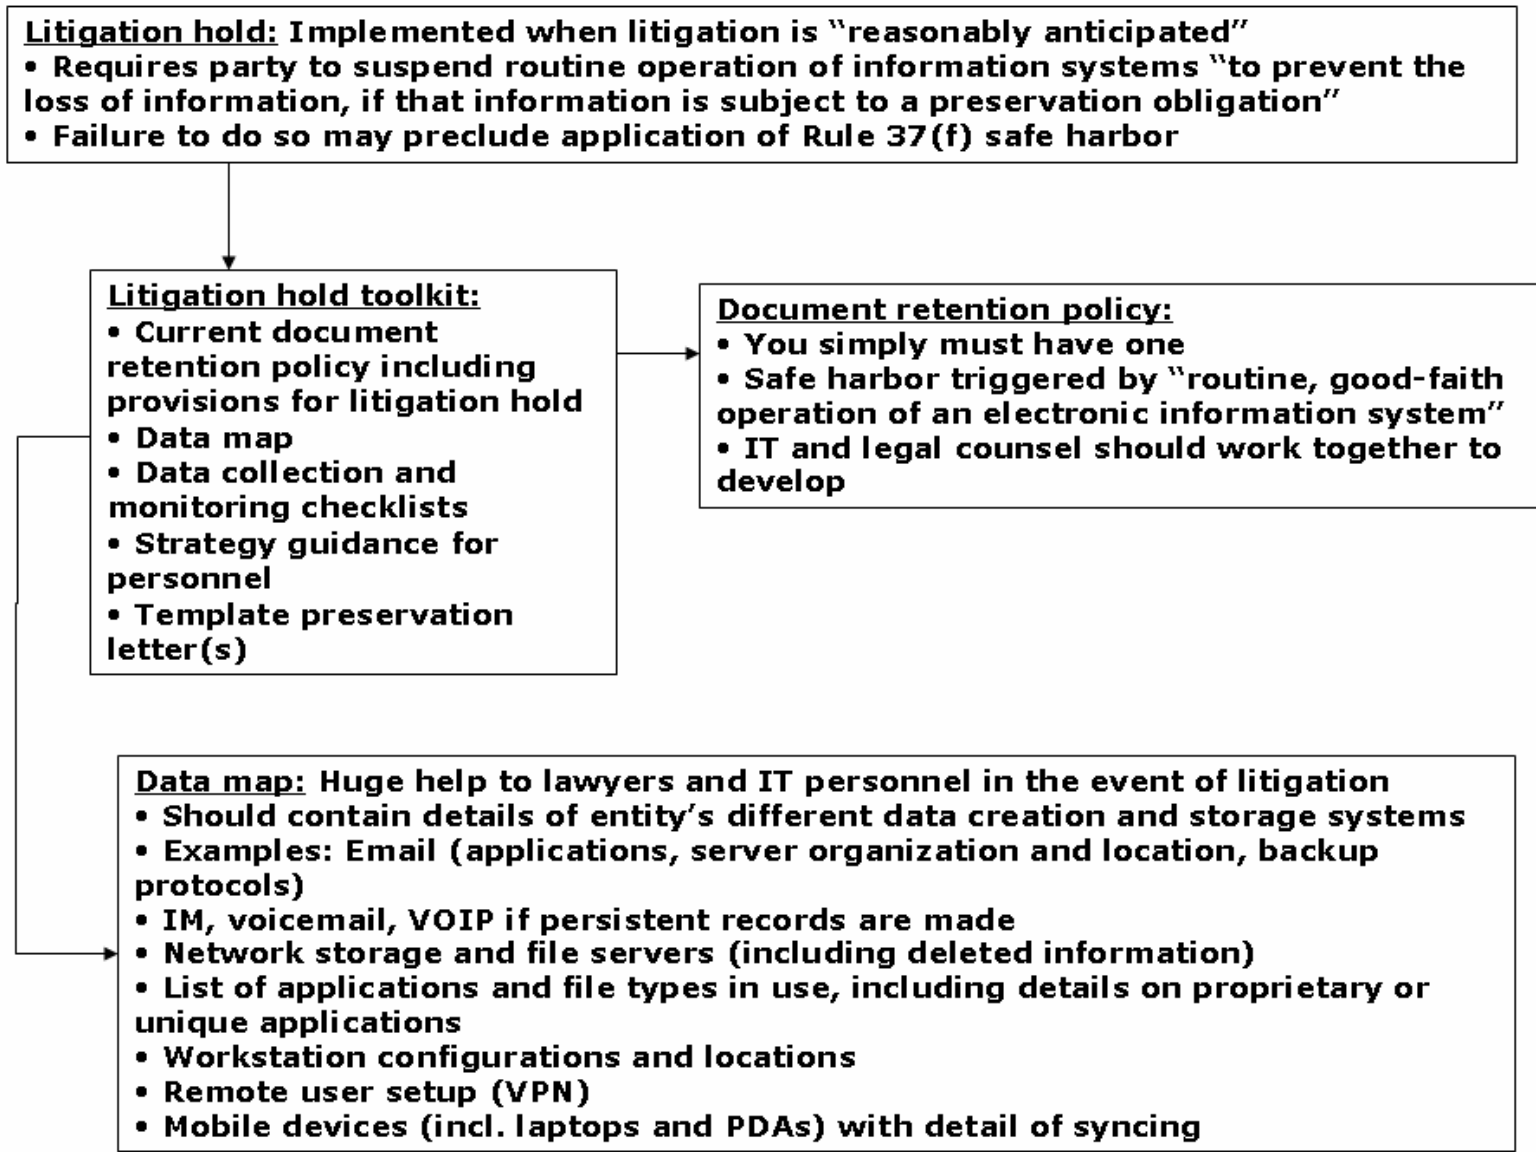 Litigation hold: Implemented when litigation is “reasonably anticipated”
• Requires party to suspend routine operation of information systems “to prevent the
loss of information, if that information is subject to a preservation obligation”
• Failure to do so may preclude application of Rule 37(f) safe harbor
Litigation hold toolkit:
• Current document
retention policy including
provisions for litigation hold
• Data map
• Data collection and
monitoring checklists
• Strategy guidance for
personnel
• Template preservation
letter(s)
Document retention policy:
• You simply must have one
• Safe harbor triggered by “routine, good-faith
operation of an electronic information system”
• IT and legal counsel should work together to
develop
Data map: Huge help to lawyers and IT personnel in the event of litigation
• Should contain details of entity’s different data creation and storage systems
• Examples: Email (applications, server organization and location, backup
protocols)
• IM, voicemail, VOIP if persistent records are made
• Network storage and file servers (including deleted information)
• List of applications and file types in use, including details on proprietary or
unique applications
• Workstation configurations and locations
• Remote user setup (VPN)
• Mobile devices (incl. laptops and PDAs) with detail of syncing